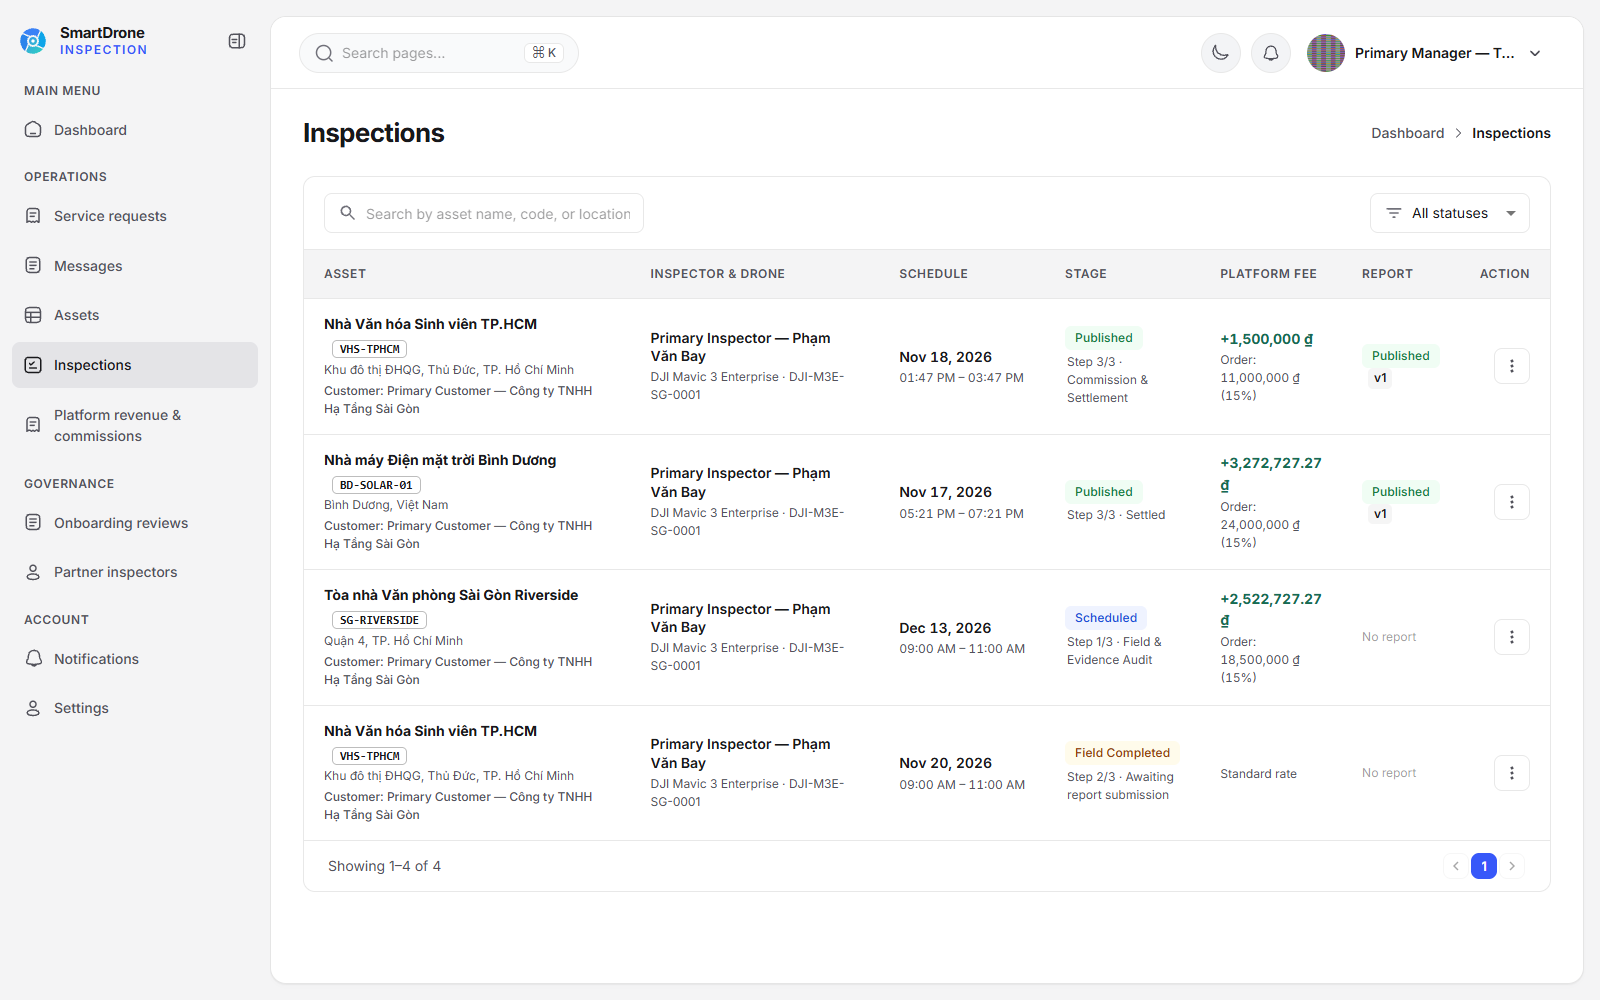 SmartDrone
INSPECTION
MAIN MENU
Dashboard
OPERATIONS
Service requests
Messages
Assets
Inspections
Platform revenue &
commissions
GOVERNANCE
Onboarding reviews
Partner inspectors
ACCOUNT
Notifications
Settings
Search pages...
⌘ K
Primary Manager — T...
Inspections
Dashboard > Inspections
Search by asset name, code, or location
All statuses
ASSET INSPECTOR & DRONE SCHEDULE STAGE PLATFORM FEE REPORT ACTION
Nhà Văn hóa Sinh viên TP.HCM
VHS-TPHCM
Khu đô thị ĐHQG, Thủ Đức, TP. Hồ Chí Minh
Customer: Primary Customer — Công ty TNHH
Hạ Tầng Sài Gòn
Primary Inspector — Phạm
Văn Bay
DJI Mavic 3 Enterprise · DJI-M3E-
SG-0001
Nov 18, 2026
01:47 PM – 03:47 PM
Published
Step 3/3 ·
Commission &
Settlement
+1,500,000 ₫
Order:
11,000,000 ₫
(15%)
Published
v1
Nhà máy Điện mặt trời Bình Dương
BD-SOLAR-01
Bình Dương, Việt Nam
Customer: Primary Customer — Công ty TNHH
Hạ Tầng Sài Gòn
Primary Inspector — Phạm
Văn Bay
DJI Mavic 3 Enterprise · DJI-M3E-
SG-0001
Nov 17, 2026
05:21 PM – 07:21 PM
Published
Step 3/3 · Settled
+3,272,727.27
₫
Order:
24,000,000 ₫
(15%)
Published
v1
Tòa nhà Văn phòng Sài Gòn Riverside
SG-RIVERSIDE
Quận 4, TP. Hồ Chí Minh
Customer: Primary Customer — Công ty TNHH
Hạ Tầng Sài Gòn
Primary Inspector — Phạm
Văn Bay
DJI Mavic 3 Enterprise · DJI-M3E-
SG-0001
Dec 13, 2026
09:00 AM – 11:00 AM
Scheduled
Step 1/3 · Field &
Evidence Audit
+2,522,727.27
₫
Order:
18,500,000 ₫
(15%)
No report
Nhà Văn hóa Sinh viên TP.HCM
VHS-TPHCM
Khu đô thị ĐHQG, Thủ Đức, TP. Hồ Chí Minh
Customer: Primary Customer — Công ty TNHH
Hạ Tầng Sài Gòn
Primary Inspector — Phạm
Văn Bay
DJI Mavic 3 Enterprise · DJI-M3E-
SG-0001
Nov 20, 2026
09:00 AM – 11:00 AM
Field Completed
Step 2/3 · Awaiting
report submission
Standard rate
No report
Showing 1–4 of 4
1